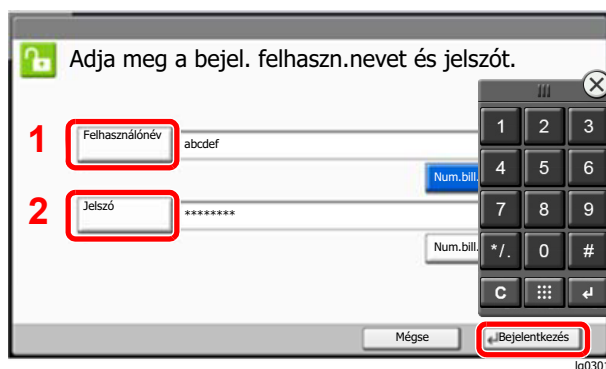 Adja meg a bejel. felhaszn.nevet és jelszót.
1 Felhasználónév abcdef
Num.bill.
2 Jelszó ********
Num.bill.
1 2 3
4 5 6
7 8 9
*/. 0 #
C
Mégse Bejelentkezés